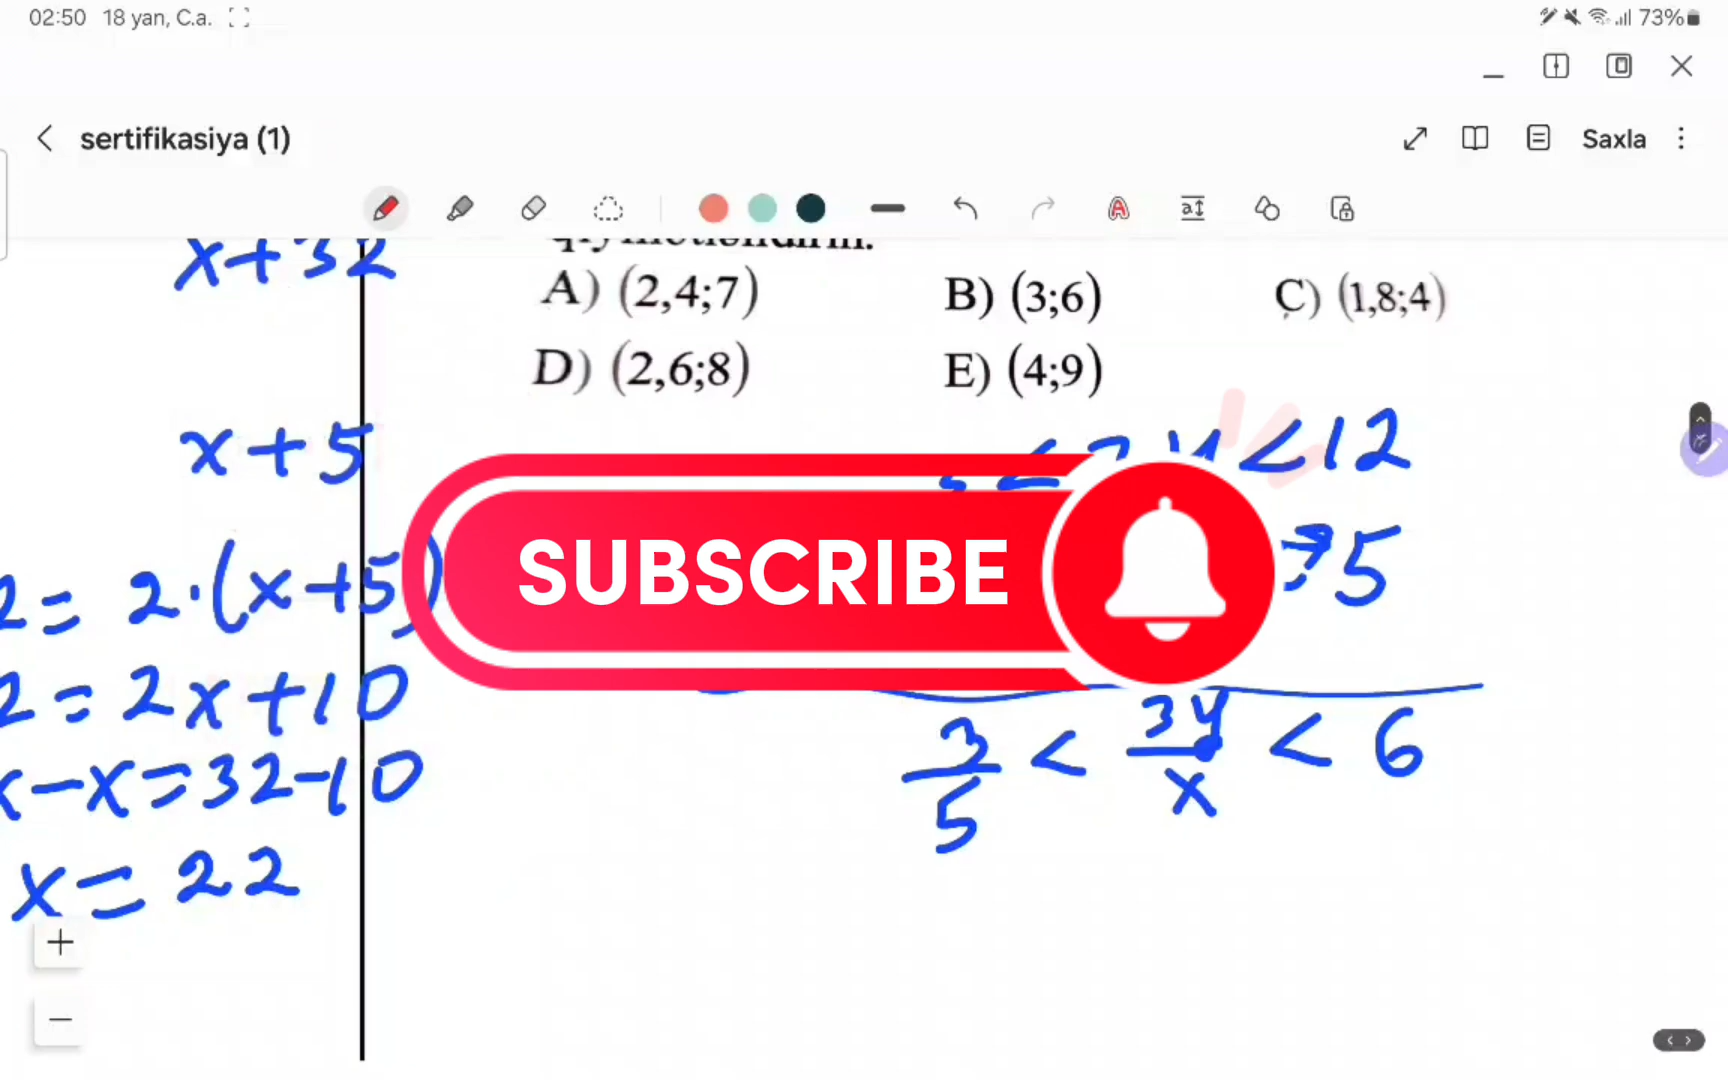 02:50 18 yan, C.a. 73%
sertifikasiya (1)
Saxla
x+32
A) (2,4;7) B) (3;6) Ç) (1,8;4)
D) (2,6;8) E) (4;9)
x+5
<12
SUBSCRIBE
5
2= 2·(x+5)
2= 2x+10
3/5 < 3y/x < 6
x-x=32-10
x= 22